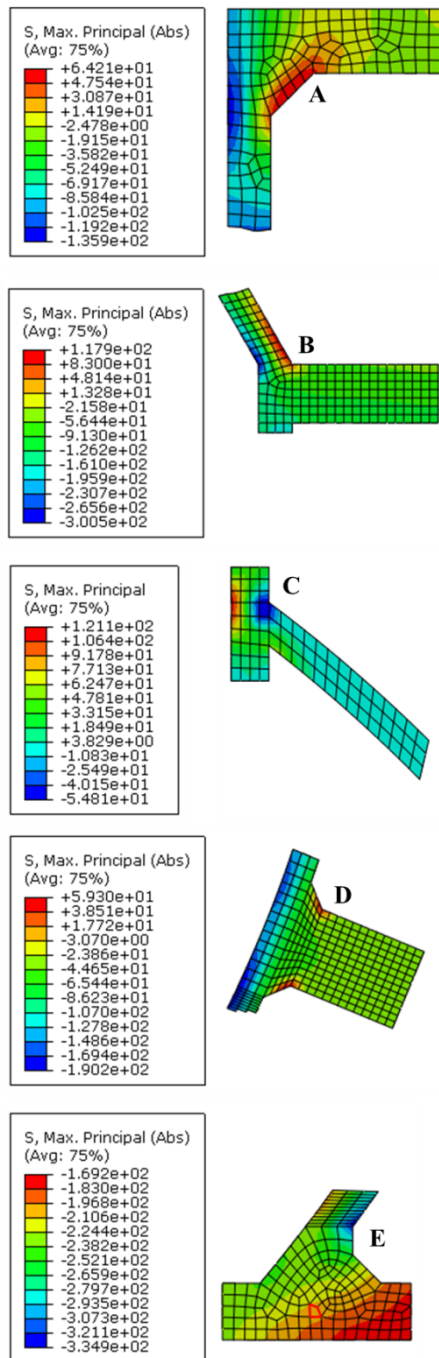 S, Max. Principal (Abs)
(Avg: 75%)
+6.421e+01
+4.754e+01
+3.087e+01
+1.419e+01
-2.478e+00
-1.915e+01
-3.582e+01
-5.249e+01
-6.917e+01
-8.584e+01
-1.025e+02
-1.192e+02
-1.359e+02
A
S, Max. Principal (Abs)
(Avg: 75%)
+1.179e+02
+8.300e+01
+4.814e+01
+1.328e+01
-2.158e+01
-5.644e+01
-9.130e+01
-1.262e+02
-1.610e+02
-1.959e+02
-2.307e+02
-2.656e+02
-3.005e+02
B
S, Max. Principal
(Avg: 75%)
+1.211e+02
+1.064e+02
+9.178e+01
+7.713e+01
+6.247e+01
+4.781e+01
+3.315e+01
+1.849e+01
+3.829e+00
-1.083e+01
-2.549e+01
-4.015e+01
-5.481e+01
C
S, Max. Principal (Abs)
(Avg: 75%)
+5.930e+01
+3.851e+01
+1.772e+01
-3.070e+00
-2.386e+01
-4.465e+01
-6.544e+01
-8.623e+01
-1.070e+02
-1.278e+02
-1.486e+02
-1.694e+02
-1.902e+02
D
S, Max. Principal (Abs)
(Avg: 75%)
-1.692e+02
-1.830e+02
-1.968e+02
-2.106e+02
-2.244e+02
-2.382e+02
-2.521e+02
-2.659e+02
-2.797e+02
-2.935e+02
-3.073e+02
-3.211e+02
-3.349e+02
E